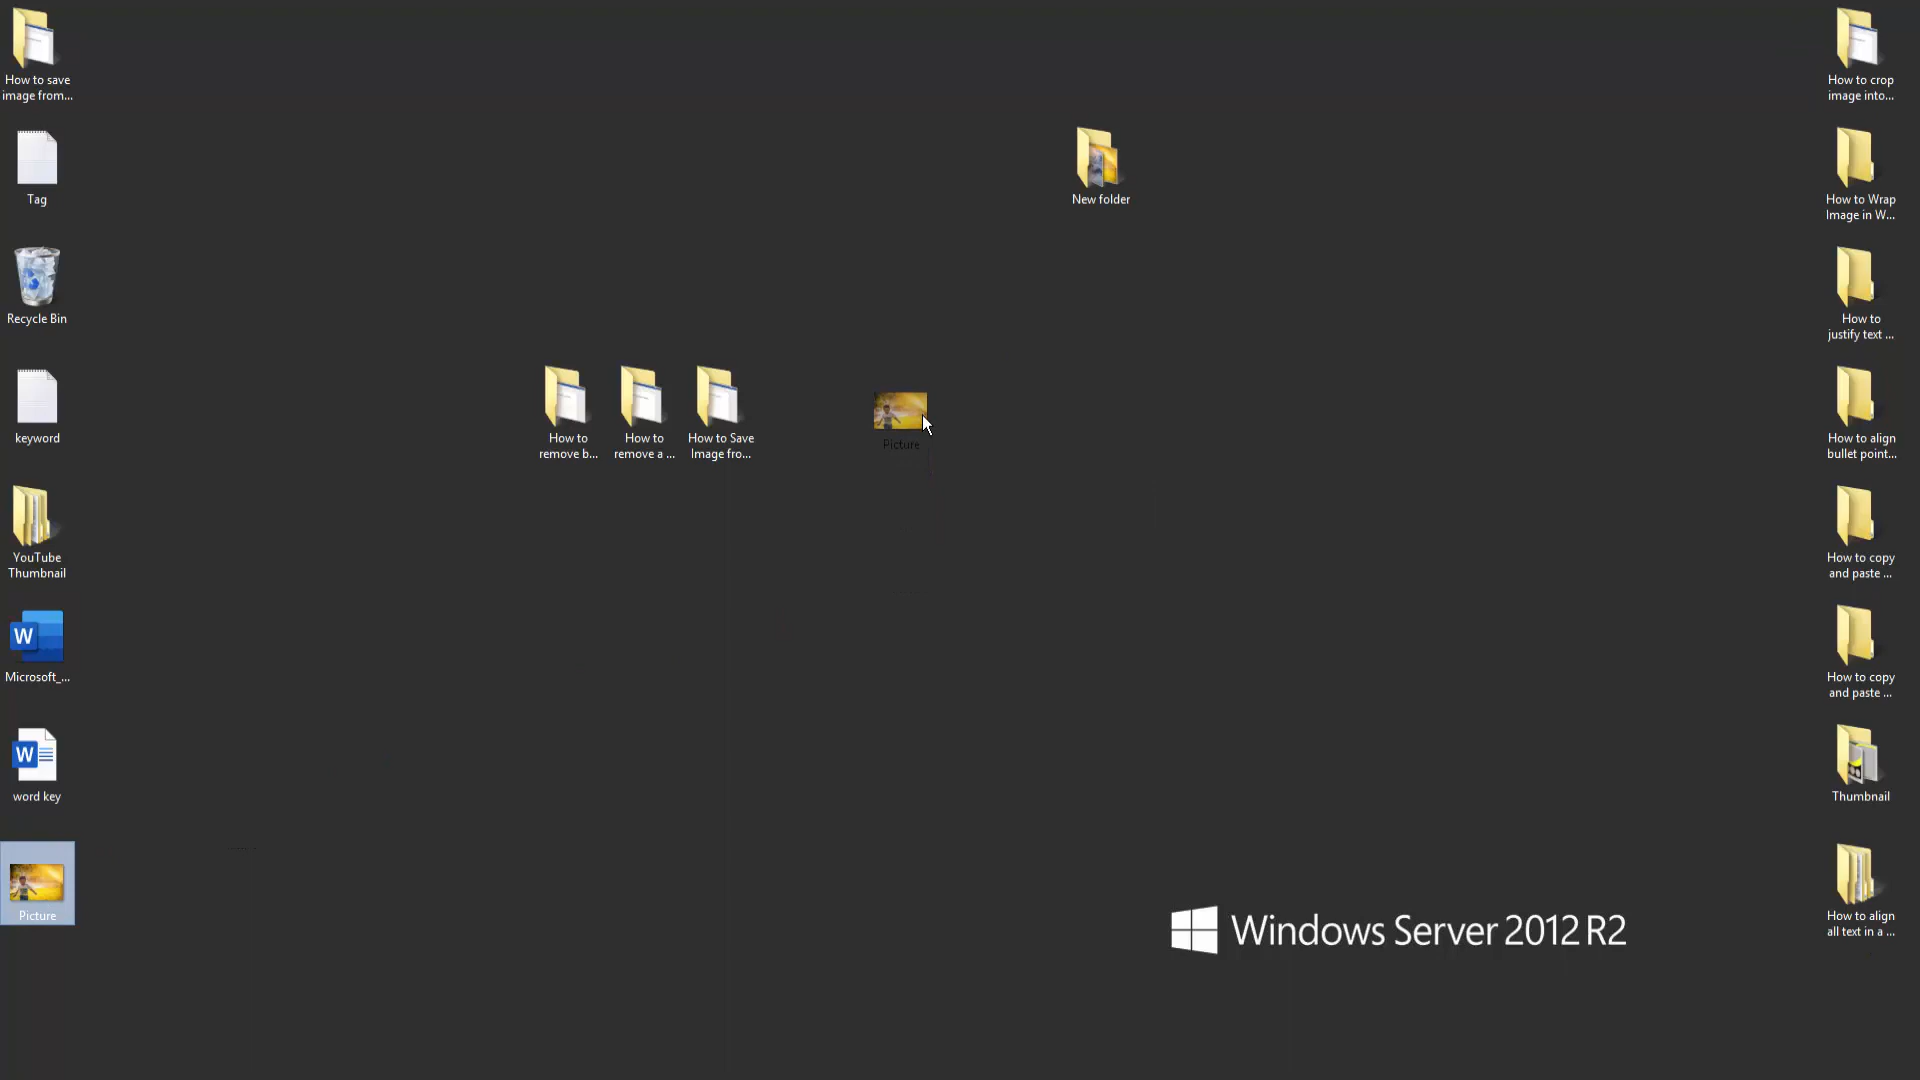 How to save
image from...
Tag
Recycle Bin
keyword
YouTube
Thumbnail
Microsoft_...
word key
Picture
How to
remove b...
How to
remove a ...
How to Save
Image fro...
Picture
New folder
How to crop
image into...
How to Wrap
Image in W...
How to
justify text ...
How to align
bullet point...
How to copy
and paste ...
How to copy
and paste ...
Thumbnail
How to align
all text in a ...
Windows Server 2012 R2